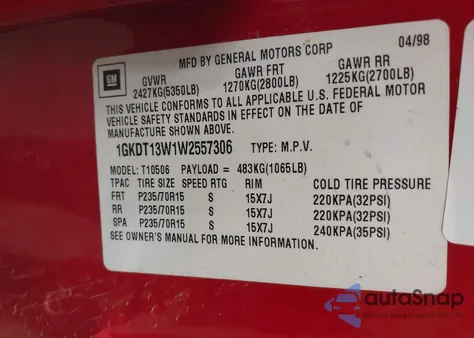 MFD BY GENERAL MOTORS CORP 04/98
GM
GVWR GAWR FRT GAWR RR
2427KG(5350LB) 1270KG(2800LB) 1225KG(2700LB)
THIS VEHICLE CONFORMS TO ALL APPLICABLE U.S. FEDERAL MOTOR
VEHICLE SAFETY STANDARDS IN EFFECT ON THE DATE OF
MANUFACTURE SHOWN ABOVE.
1GKDT13W1W2557306 TYPE: M.P.V.
MODEL: T10506 PAYLOAD = 483KG(1065LB)
TPAC TIRE SIZE SPEED RTG RIM COLD TIRE PRESSURE
FRT P235/70R15 S 15X7J 220KPA(32PSI)
RR P235/70R15 S 15X7J 220KPA(32PSI)
SPA P235/70R15 S 15X7J 240KPA(35PSI)
SEE OWNER'S MANUAL FOR MORE INFORMATION
autoSnap